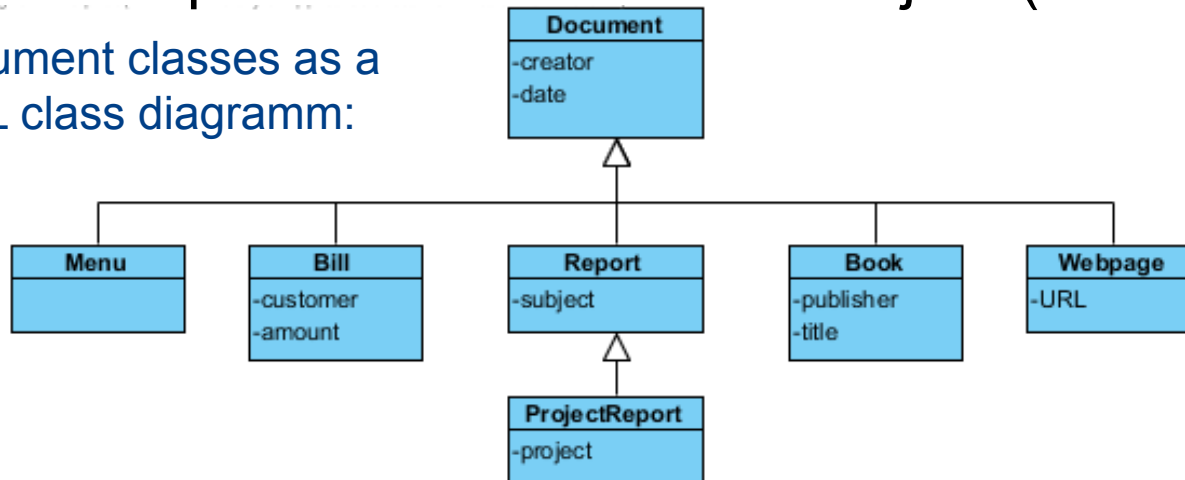 ument classes as a
L class diagramm:
Document
-creator
-date
Menu
Bill
-customer
-amount
Report
-subject
Book
-publisher
-title
Webpage
-URL
ProjectReport
-project